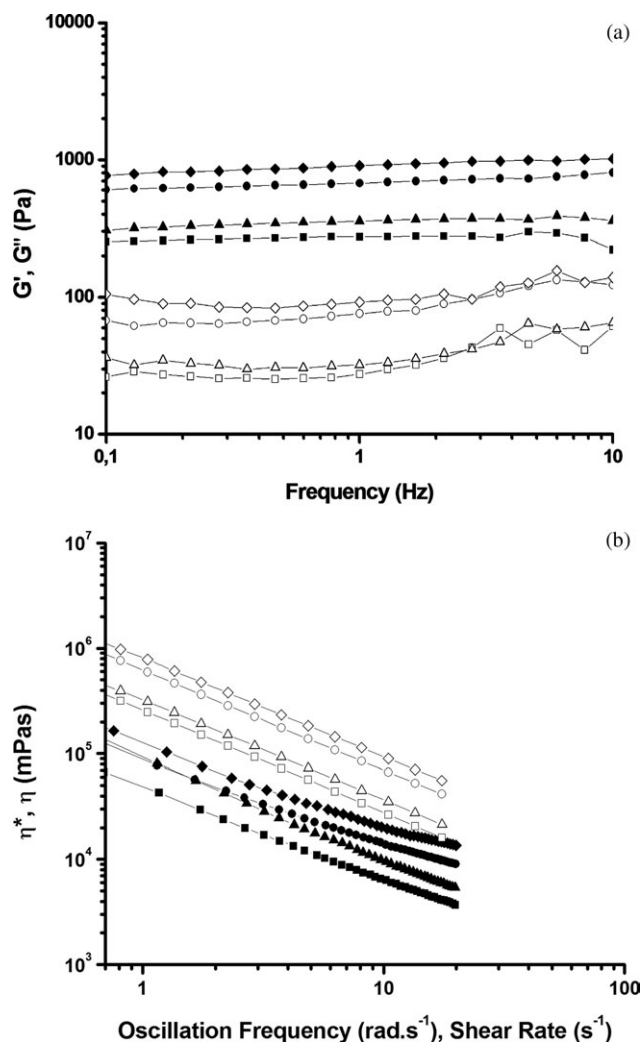 (a)
10000
1000
100
10
G', G" (Pa)
0,1
1
10
Frequency (Hz)
(b)
10⁷
10⁶
10⁵
10⁴
10³
η*, η (mPas)
1
10
100
Oscillation Frequency (rad.s⁻¹), Shear Rate (s⁻¹)